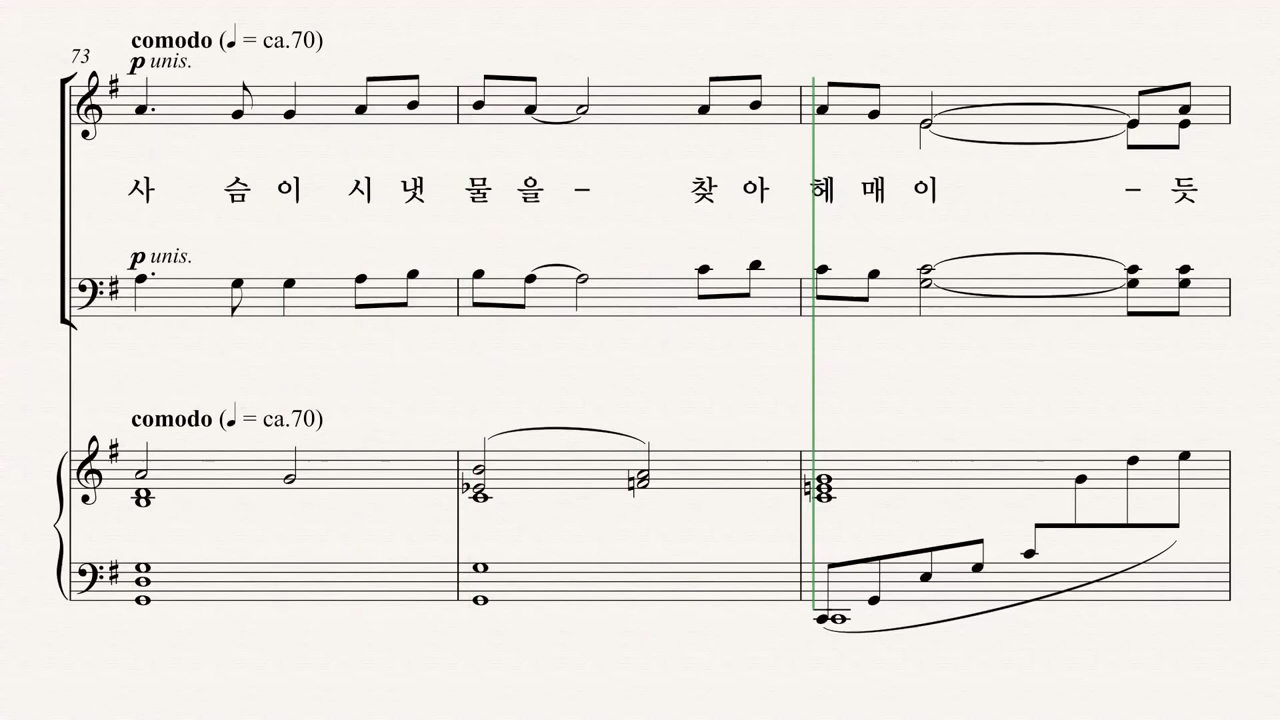 comodo (♩ = ca.70)
73
p unis.
사 슴 이 시 냇 물 을 – 찾 아 헤 매 이 – 듯
p unis.
comodo (♩ = ca.70)